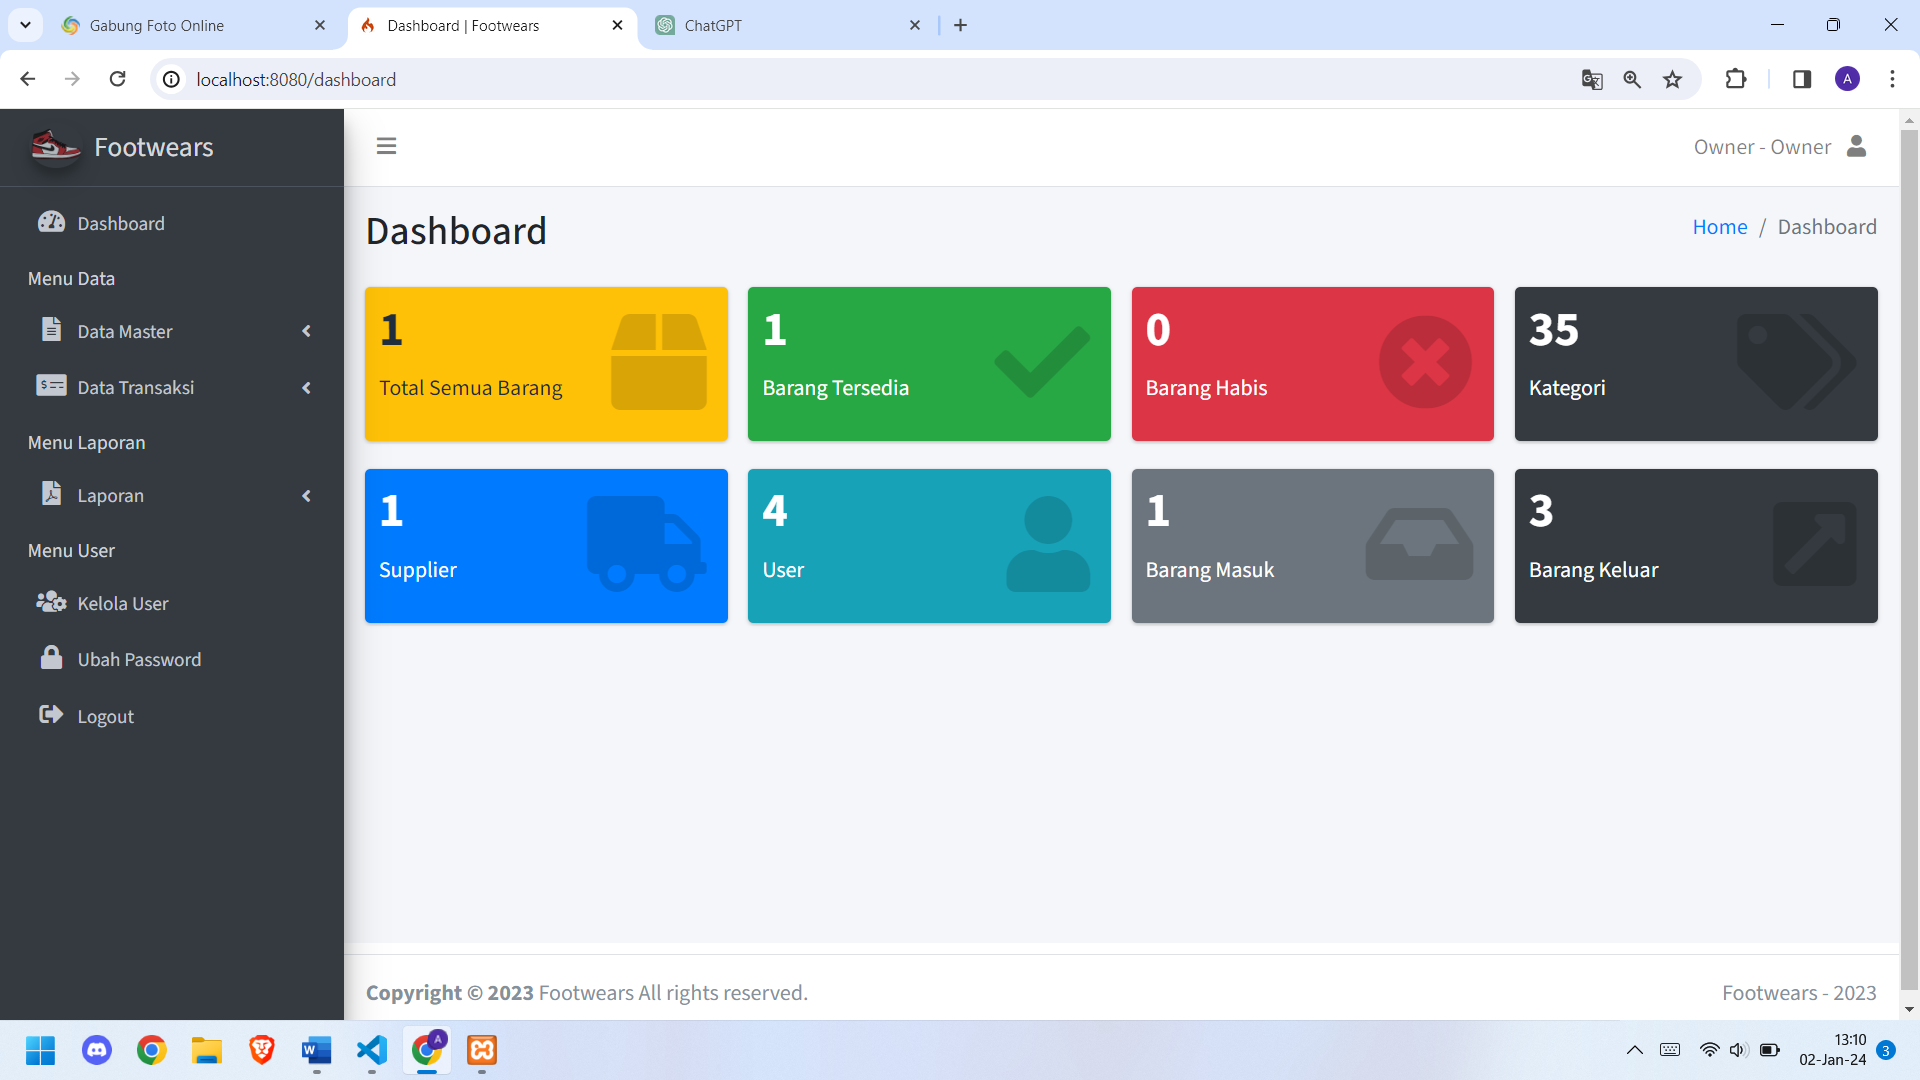 Gabung Foto Online
Dashboard | Footwears
ChatGPT
localhost:8080/dashboard
A
Footwears
Owner - Owner
Dashboard
Menu Data
Data Master
Data Transaksi
Menu Laporan
Laporan
Menu User
Kelola User
Ubah Password
Logout
Dashboard
Home / Dashboard
1
Total Semua Barang
1
Barang Tersedia
0
Barang Habis
35
Kategori
1
Supplier
4
User
1
Barang Masuk
3
Barang Keluar
Copyright © 2023 Footwears All rights reserved.
Footwears - 2023
A
13:10
02-Jan-24
3